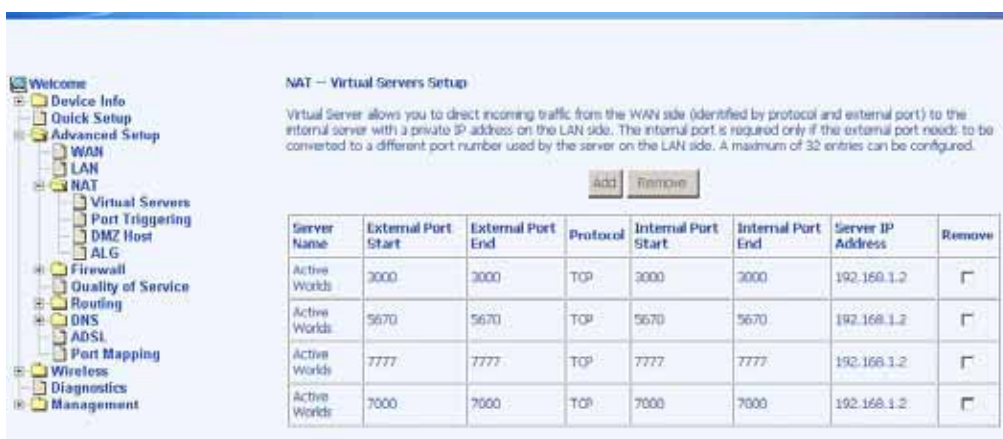 Welcome
Device Info
Quick Setup
Advanced Setup
WAN
LAN
NAT
Virtual Servers
Port Triggering
DMZ Host
ALG
Firewall
Quality of Service
Routing
DNS
ADSL
Port Mapping
Wireless
Diagnostics
Management
NAT -- Virtual Servers Setup
Virtual Server allows you to direct incoming traffic from the WAN side (identified by protocol and external port) to the
internal server with a private IP address on the LAN side. The internal port is required only if the external port needs to be
converted to a different port number used by the server on the LAN side. A maximum of 32 entries can be configured.
Add Remove
Server Name External Port Start External Port End Protocol Internal Port Start Internal Port End Server IP Address Remove
Active Worlds 3000 3000 TCP 3000 3000 192.168.1.2
Active Worlds 5670 5670 TCP 5670 5670 192.168.1.2
Active Worlds 7777 7777 TCP 7777 7777 192.168.1.2
Active Worlds 7000 7000 TCP 7000 7000 192.168.1.2